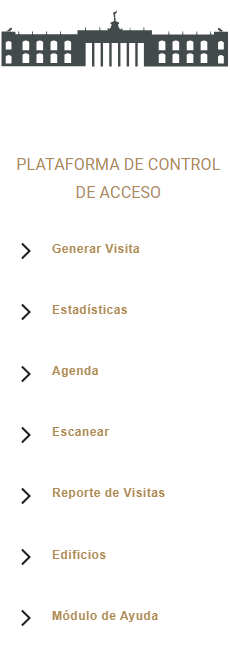 PLATAFORMA DE CONTROL
DE ACCESO
Generar Visita
Estadísticas
Agenda
Escanear
Reporte de Visitas
Edificios
Módulo de Ayuda